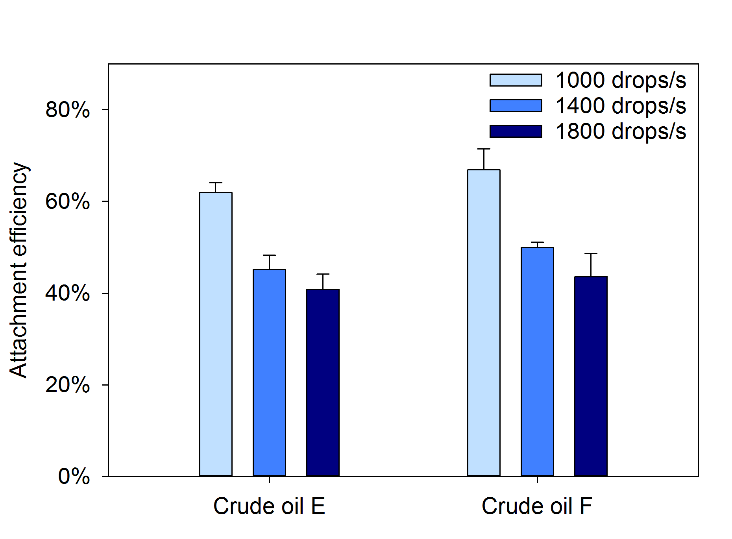 1000 drops/s
1400 drops/s
1800 drops/s
80%
60%
40%
20%
0%
Attachment efficiency
Crude oil E
Crude oil F